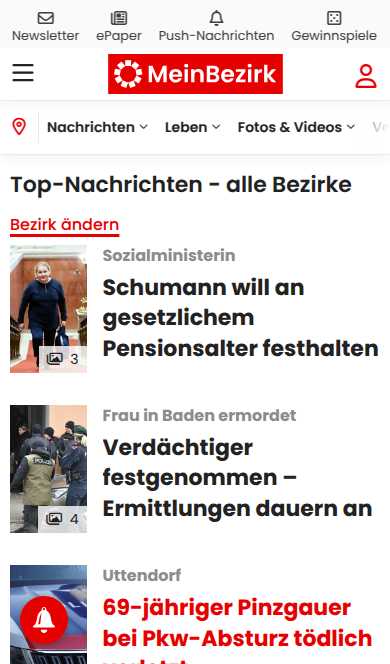 Newsletter ePaper Push-Nachrichten Gewinnspiele
MeinBezirk
Nachrichten Leben Fotos & Videos
Top-Nachrichten - alle Bezirke
Bezirk ändern
Sozialministerin
Schumann will an
gesetzlichem
Pensionsalter festhalten
3
Frau in Baden ermordet
Verdächtiger
festgenommen –
Ermittlungen dauern an
POLIZEI
4
Uttendorf
69-jähriger Pinzgauer
bei Pkw-Absturz tödlich